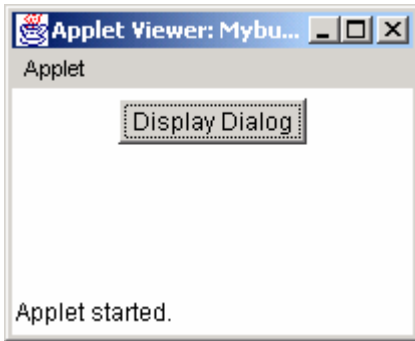 Applet Viewer: Mybu...
Applet
Display Dialog
Applet started.